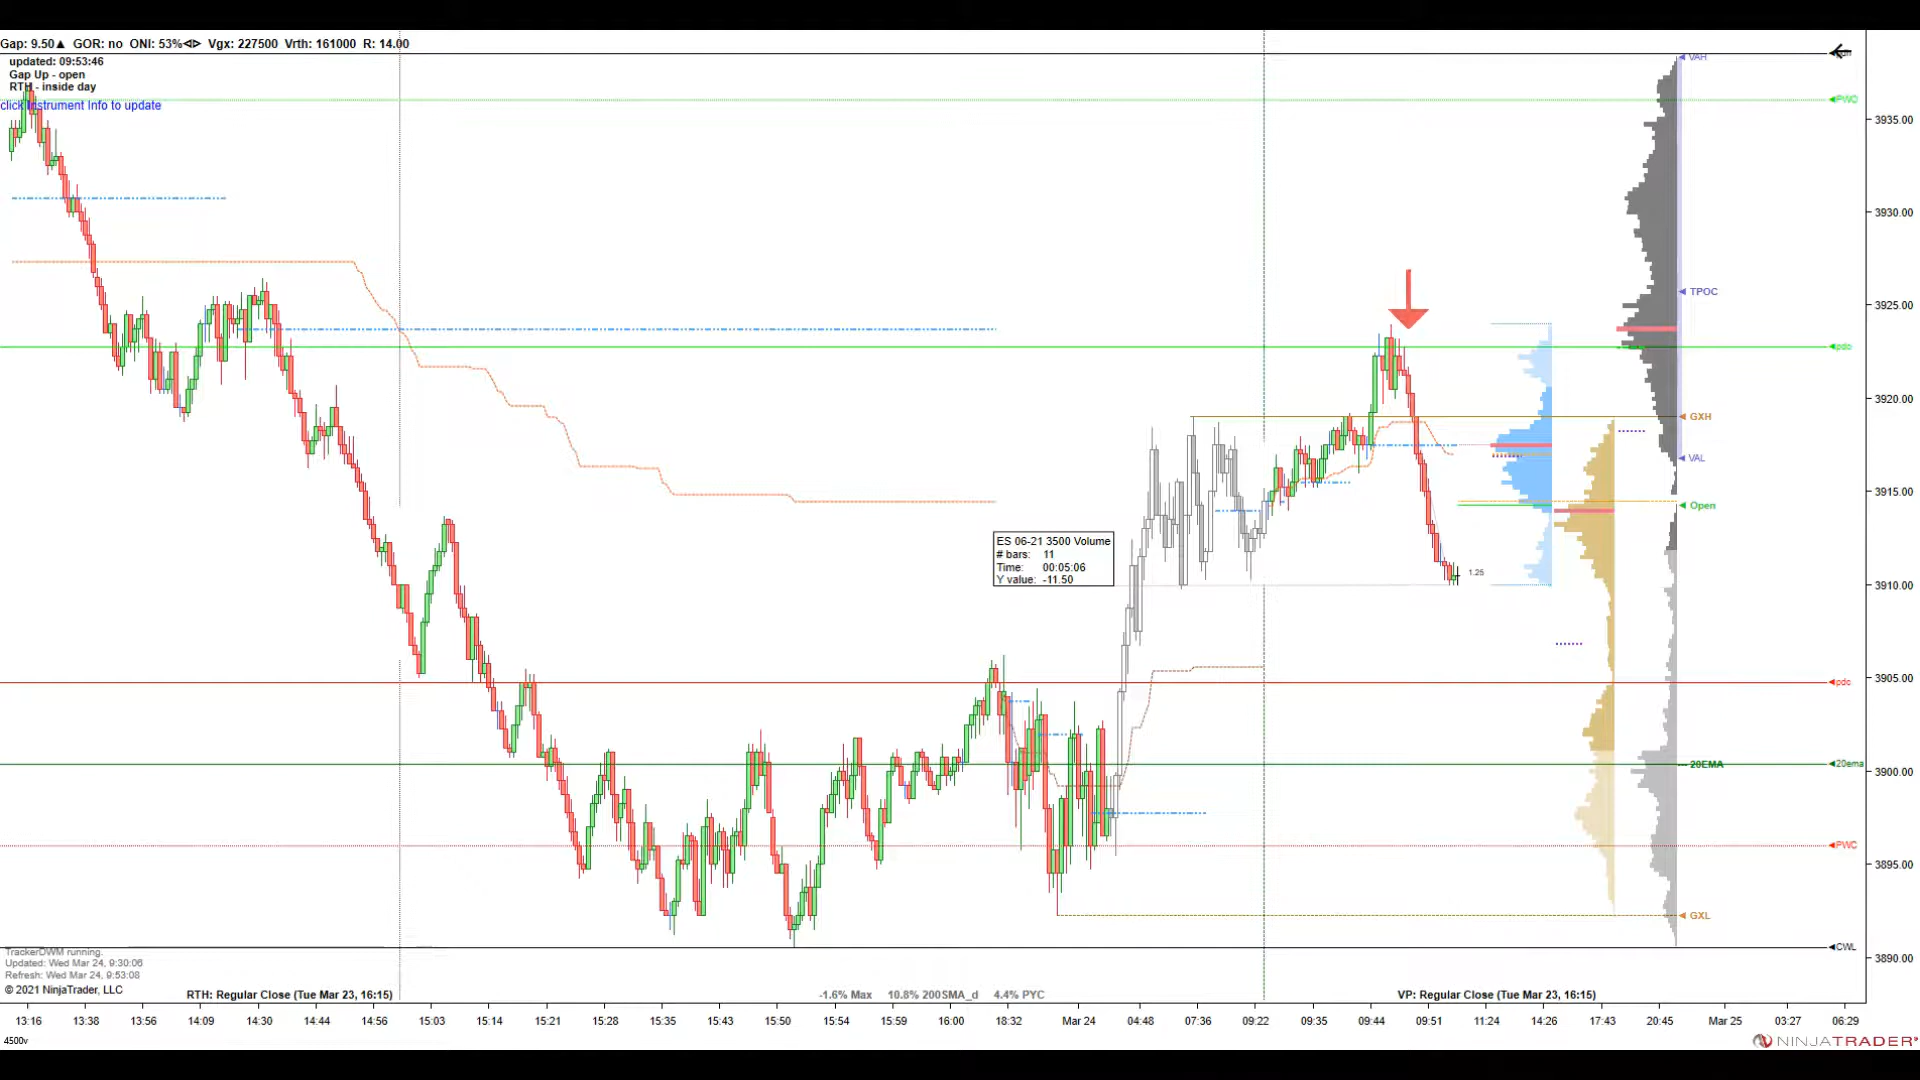 Gap: 9.50▲ GOR: no ONI: 53%⊲⊳ Vgx: 227500 Vrth: 161000 R: 14.00
updated: 09:53:46
Gap Up - open
RTH - inside day
click Instrument Info to update
VAH
PWO
3935.00
3930.00
3925.00
TPOC
pdo
3920.00
GXH
VAL
3915.00
Open
ES 06-21 3500 Volume
# bars: 11
Time: 00:05:06
Y value: -11.50
1.25
3910.00
3905.00
pdc
3900.00
20EMA
20ema
PWC
3895.00
GXL
CWL
3890.00
TrackerDWM running.
Updated: Wed Mar 24, 9:30:06
Refresh: Wed Mar 24, 9:53:08
© 2021 NinjaTrader, LLC
RTH: Regular Close (Tue Mar 23, 16:15)
-1.6% Max 10.8% 200SMA_d 4.4% PYC
VP: Regular Close (Tue Mar 23, 16:15)
13:16 13:38 13:56 14:09 14:30 14:44 14:56 15:03 15:14 15:21 15:28 15:35 15:43 15:50 15:54 15:59 16:00 18:32 Mar 24 04:48 07:36 09:22 09:35 09:44 09:51 11:24 14:26 17:43 20:45 Mar 25 03:27 06:29
4500v
NINJATRADER